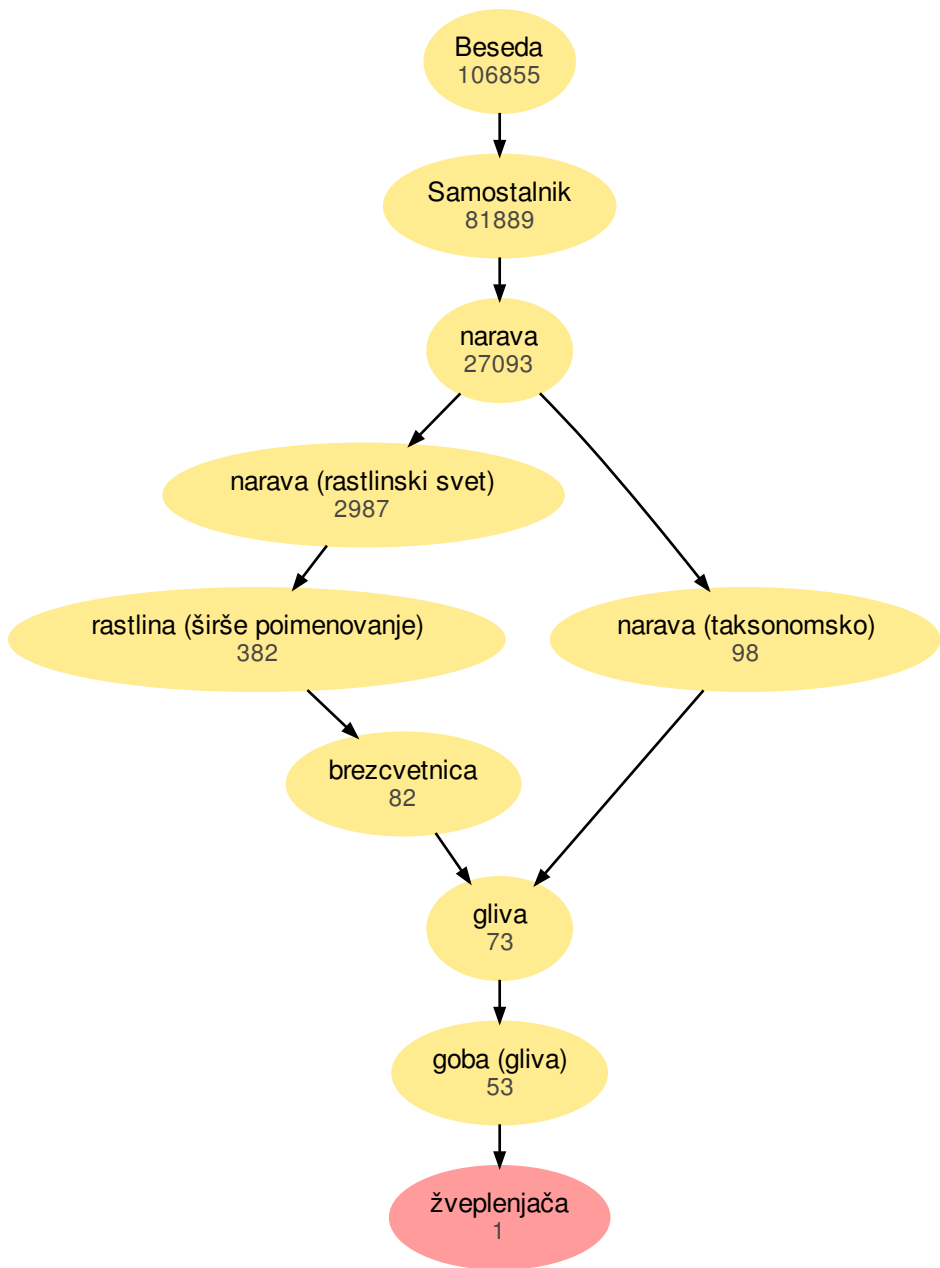 Beseda
106855
Samostalnik
81889
narava
27093
narava (rastlinski svet)
2987
rastlina (širše poimenovanje)
382
narava (taksonomsko)
98
brezcvetnica
82
gliva
73
goba (gliva)
53
žveplenjača
1